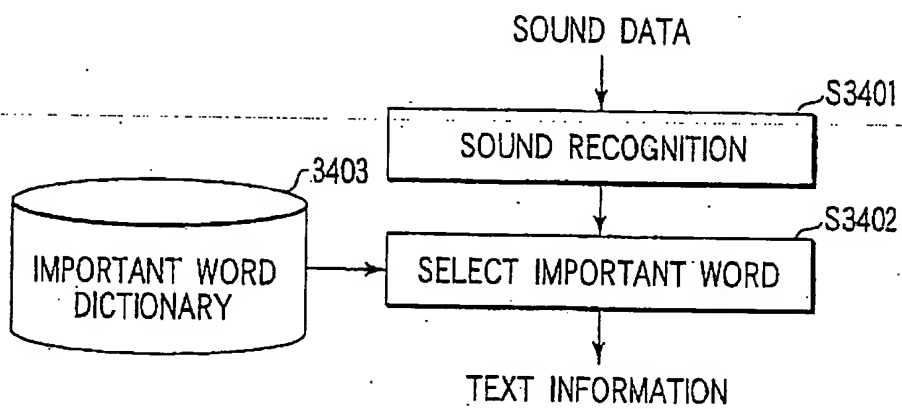 SOUND DATA
S3401
SOUND RECOGNITION
3403
S3402
IMPORTANT WORD
DICTIONARY
SELECT IMPORTANT WORD
TEXT INFORMATION